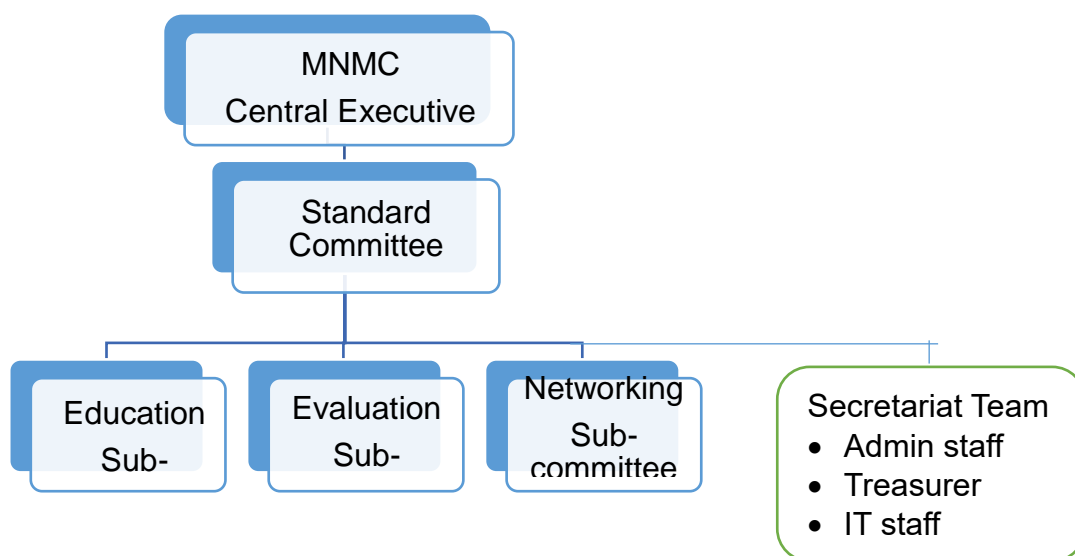 MNMC
Central Executive
Standard
Committee
Education
Sub-
Evaluation
Sub-
Networking
Sub-
committee
Secretariat Team
• Admin staff
• Treasurer
• IT staff